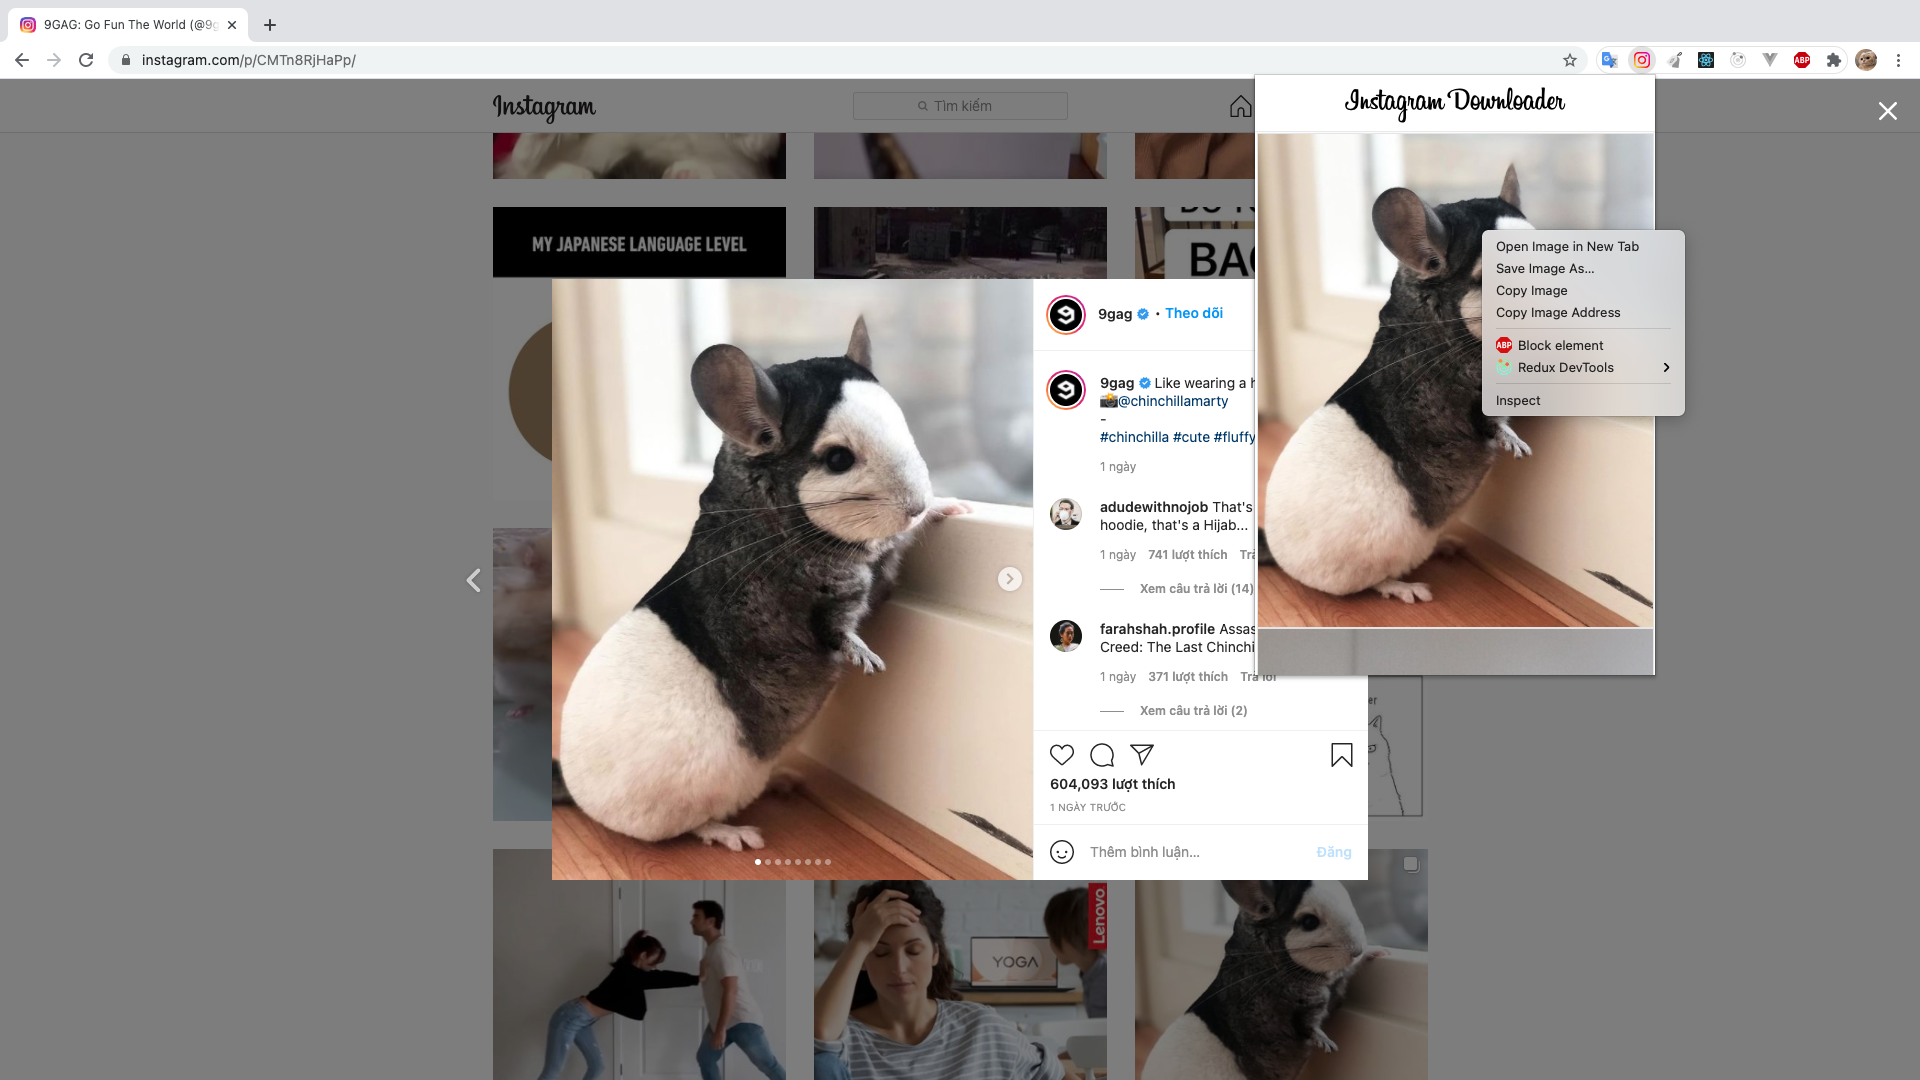 9GAG: Go Fun The World (@9g
instagram.com/p/CMTn8RjHaPp/
ABP
Instagram
Tìm kiếm
Instagram Downloader
MY JAPANESE LANGUAGE LEVEL
BAC
Open Image in New Tab
Save Image As...
Copy Image
Copy Image Address
ABP Block element
Redux DevTools
Inspect
9gag • Theo dõi
9gag Like wearing a h
@chinchillamarty
-
#chinchilla #cute #fluffy
1 ngày
adudewithnojob That's
hoodie, that's a Hijab...
1 ngày 741 lượt thích Trả
Xem câu trả lời (14)
farahshah.profile Assas
Creed: The Last Chinchi
1 ngày 371 lượt thích Trả lời
Xem câu trả lời (2)
604,093 lượt thích
1 NGÀY TRƯỚC
Thêm bình luận...
Đăng
Lenovo
YOGA